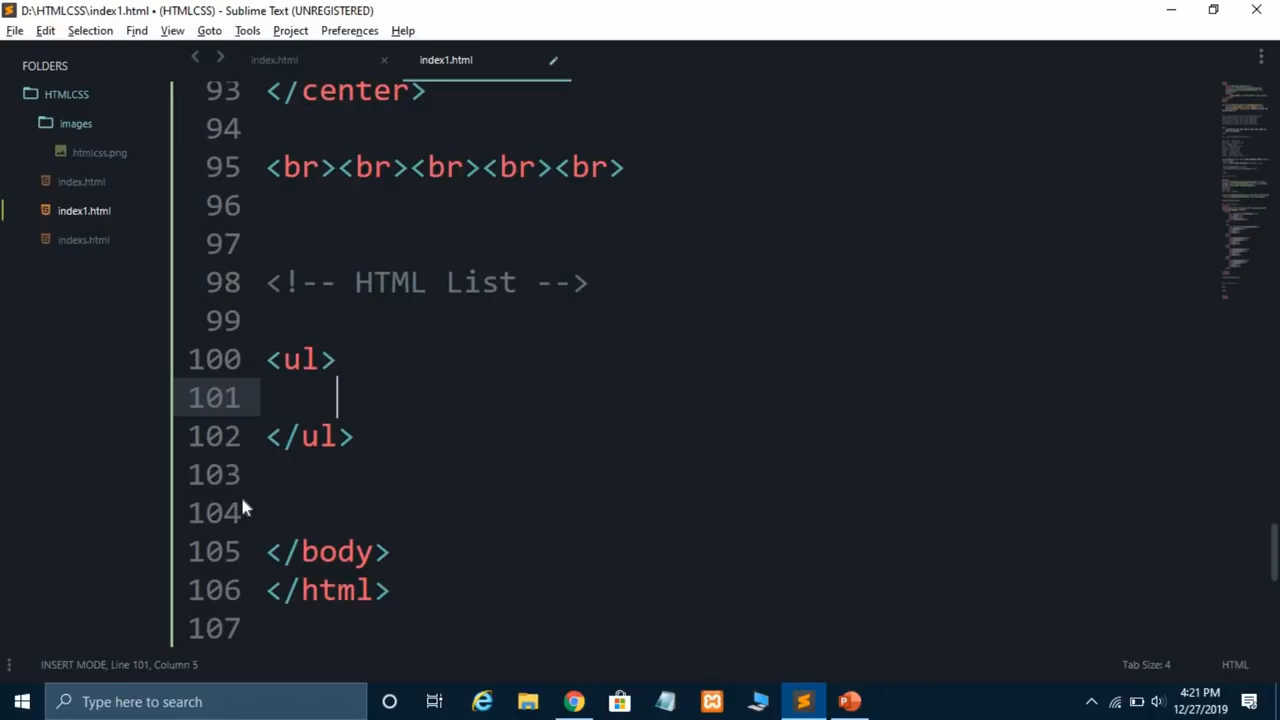 D:\HTMLCSS\index1.html • (HTMLCSS) - Sublime Text (UNREGISTERED)
File Edit Selection Find View Goto Tools Project Preferences Help
FOLDERS
HTMLCSS
images
htmlcss.png
index.html
index1.html
indexs.html
index.html
index1.html
93 </center>
94
95 <br><br><br><br><br>
96
97
98 <!-- HTML List -->
99
100 <ul>
101
102 </ul>
103
104
105 </body>
106 </html>
107
INSERT MODE, Line 101, Column 5
Tab Size: 4
HTML
Type here to search
4:21 PM
12/27/2019